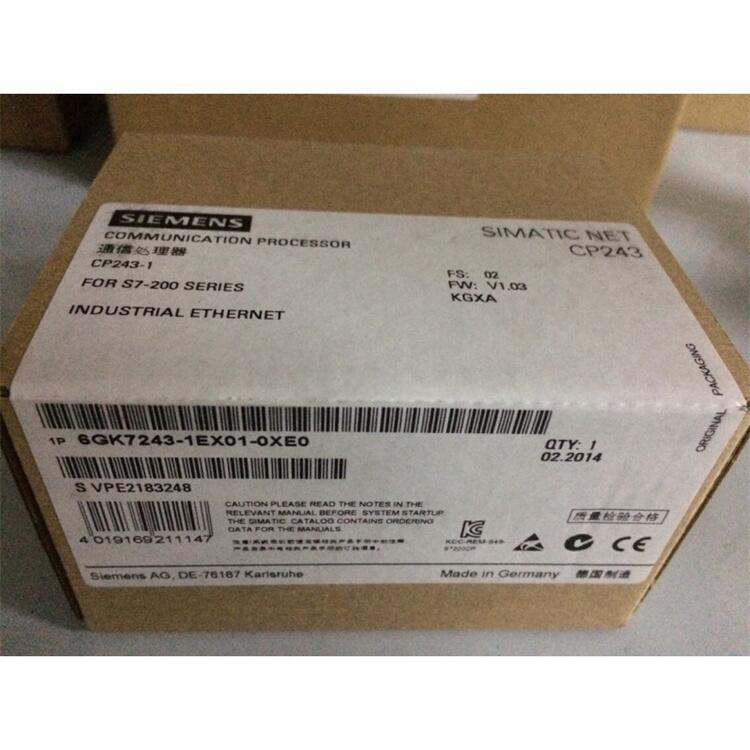 SIEMENS
COMMUNICATION PROCESSOR
通信处理器
CP243-1
FOR S7-200 SERIES
INDUSTRIAL ETHERNET
SIMATIC NET
CP243
FS: 02
FW: V1.03
KGXA
ORIGINAL PACKAGING
1P 6GK7243-1EX01-0XE0
QTY: 1
02.2014
S VPE2183248
4 019169 211147
CAUTION PLEASE READ THE NOTES IN THE
RELEVANT MANUAL BEFORE SYSTEM STARTUP.
THE SIMATIC CATALOG CONTAINS ORDERING
DATA FOR THE MANUALS.
KCC-REM-S49-
质量检验合格
CE
Siemens AG, DE-76187 Karlsruhe
Made in Germany 德国制造